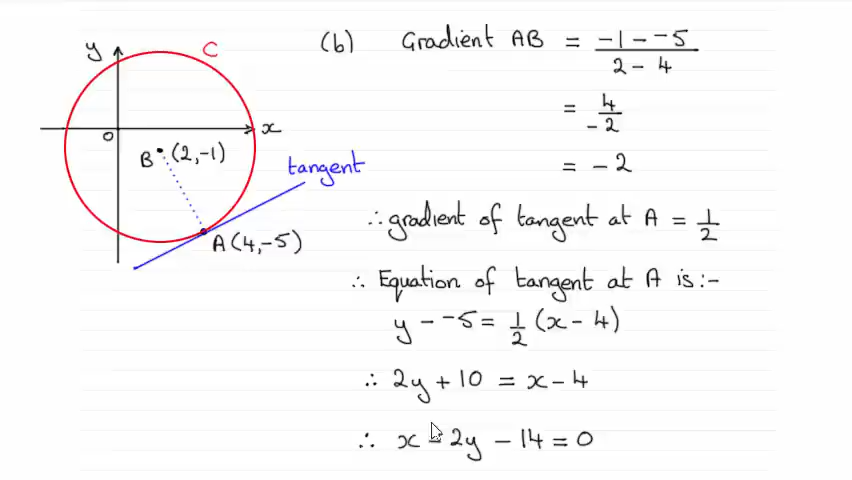 y
C
x
O
B (2,-1)
tangent
A (4,-5)
(b) Gradient AB = -1 - -5 / 2 - 4
= 4 / -2
= -2
∴ gradient of tangent at A = 1/2
∴ Equation of tangent at A is:-
y - -5 = 1/2 (x - 4)
∴ 2y + 10 = x - 4
∴ x - 2y - 14 = 0